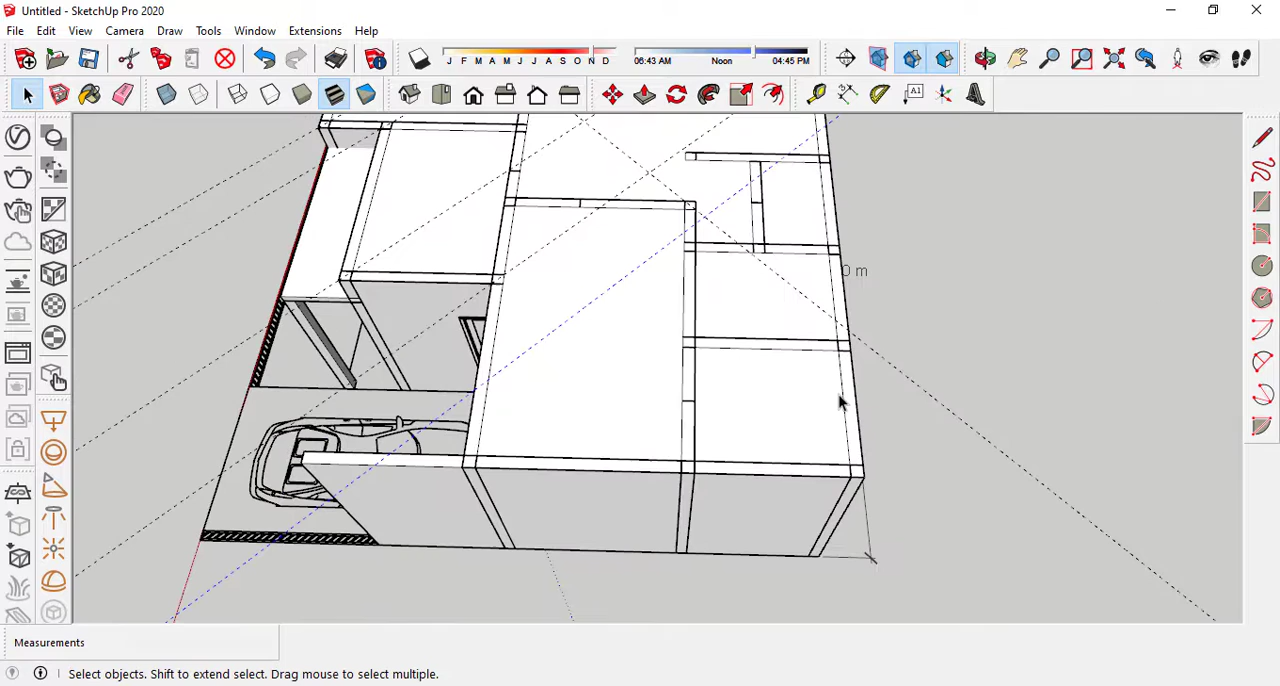 Untitled - SketchUp Pro 2020
File Edit View Camera Draw Tools Window Extensions Help
J F M A M J J A S O N D 06:43 AM Noon 04:45 PM
A1
0 m
Measurements
Select objects. Shift to extend select. Drag mouse to select multiple.